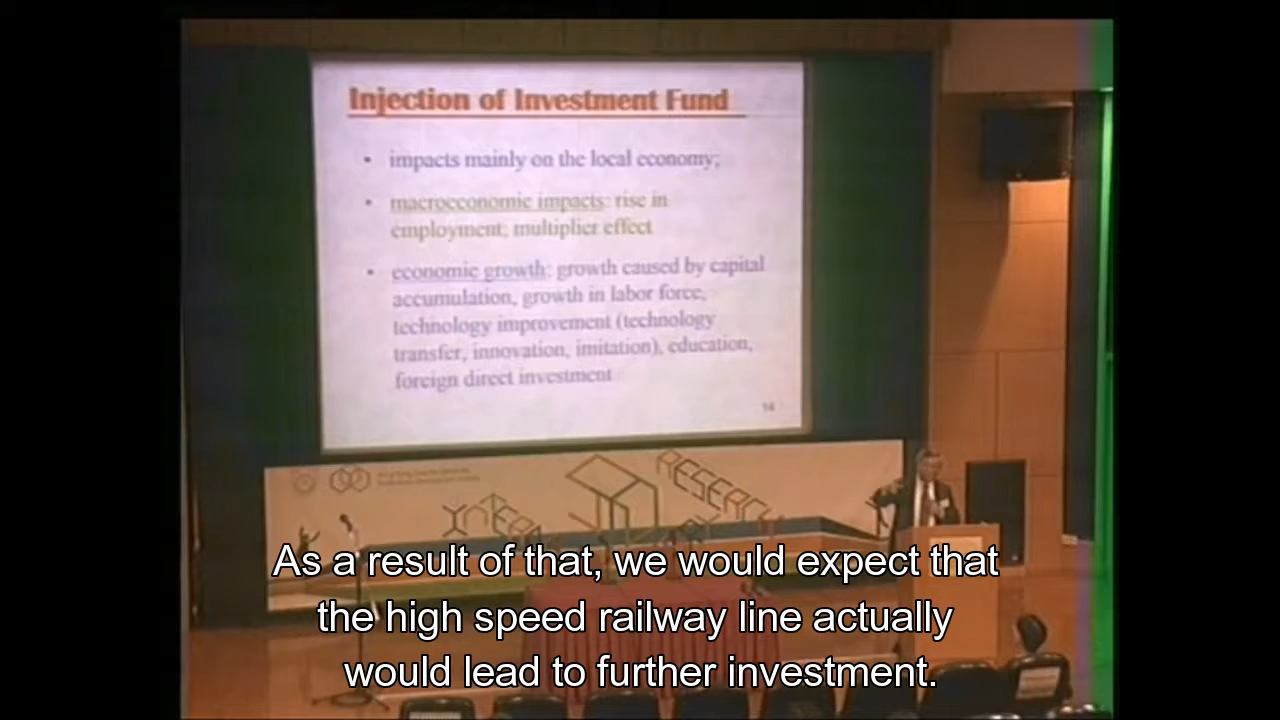 Injection of Investment Fund
• impacts mainly on the local economy;
• macroeconomic impacts: rise in
employment; multiplier effect
• economic growth: growth caused by capital
accumulation, growth in labor force,
technology improvement (technology
transfer, innovation, imitation), education,
foreign direct investment
14
RESEARCH
As a result of that, we would expect that
the high speed railway line actually
would lead to further investment.